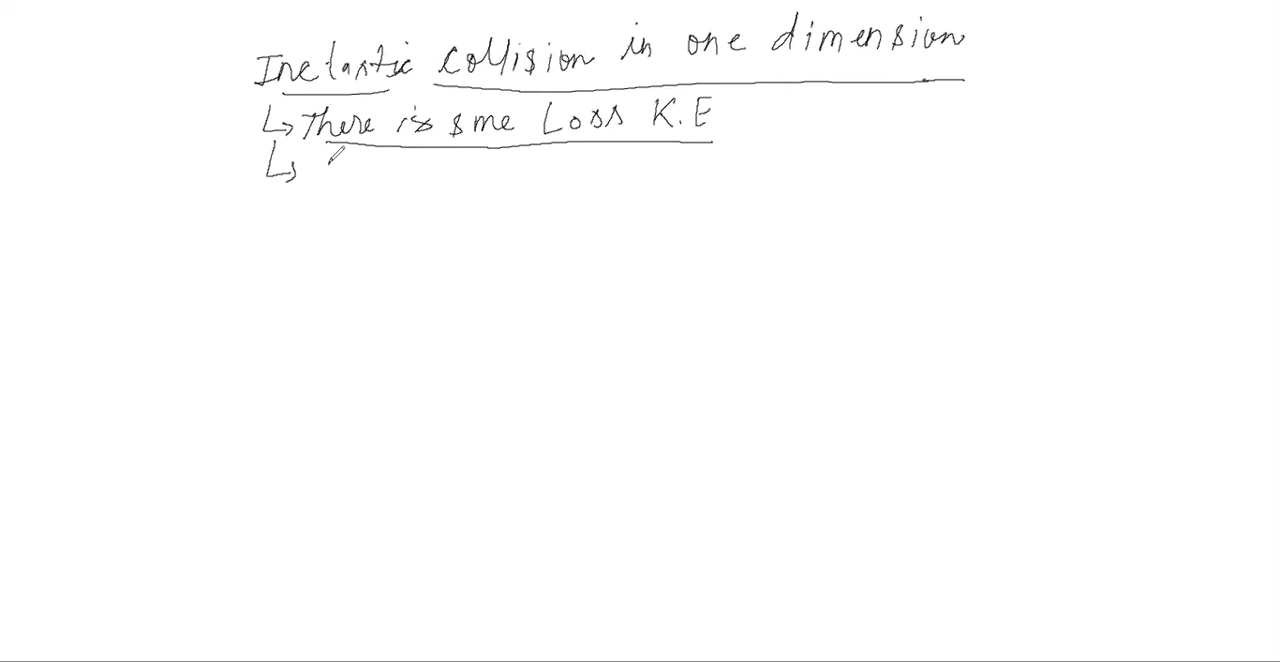 Inelastic collision in one dimension
↳ There is sme Loss K.E
↳